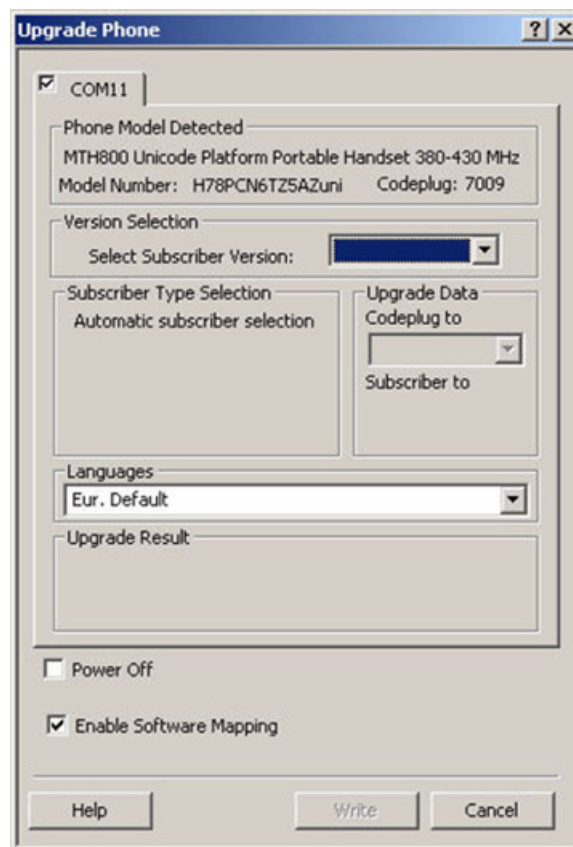 Upgrade Phone
COM11
Phone Model Detected
MTH800 Unicode Platform Portable Handset 380-430 MHz
Model Number: H78PCN6TZ5AZuni Codeplug: 7009
Version Selection
Select Subscriber Version:
Subscriber Type Selection
Automatic subscriber selection
Upgrade Data
Codeplug to
Subscriber to
Languages
Eur. Default
Upgrade Result
Power Off
Enable Software Mapping
Help Write Cancel